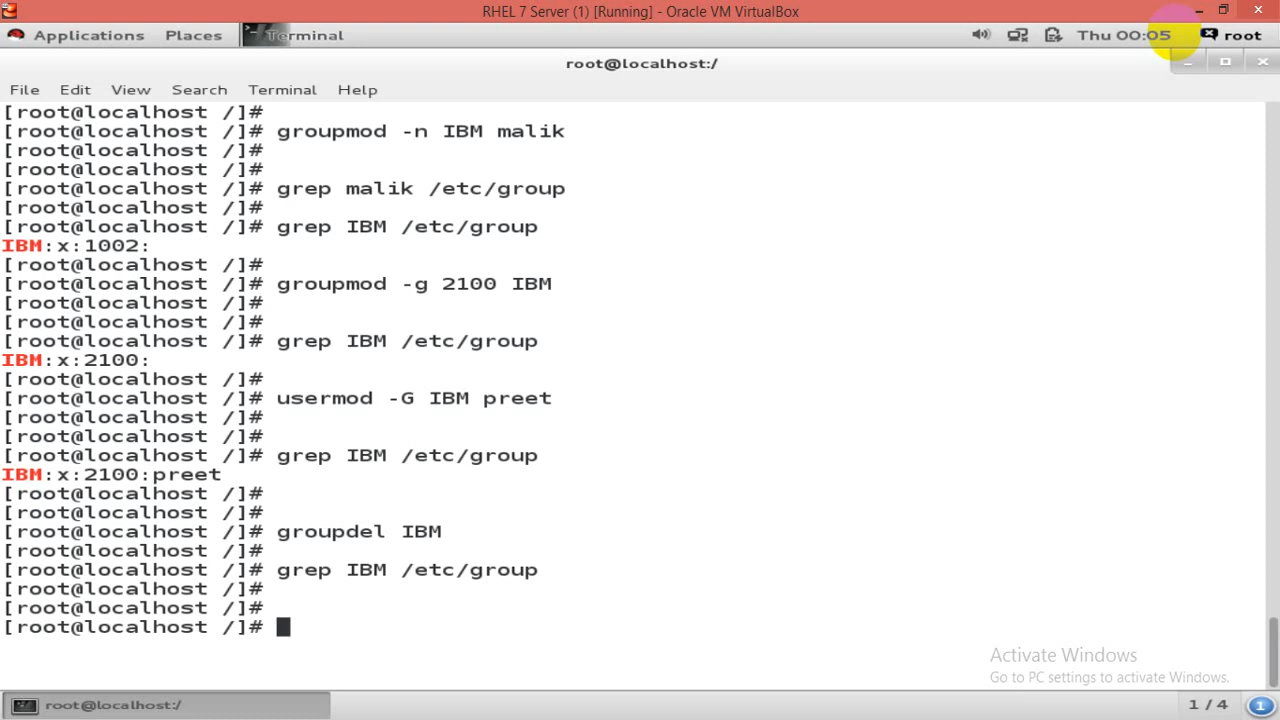 RHEL 7 Server (1) [Running] - Oracle VM VirtualBox
Applications Places Terminal Thu 00:05 root
root@localhost:/
File Edit View Search Terminal Help
[root@localhost /]#
[root@localhost /]# groupmod -n IBM malik
[root@localhost /]#
[root@localhost /]#
[root@localhost /]# grep malik /etc/group
[root@localhost /]#
[root@localhost /]# grep IBM /etc/group
IBM:x:1002:
[root@localhost /]#
[root@localhost /]# groupmod -g 2100 IBM
[root@localhost /]#
[root@localhost /]#
[root@localhost /]# grep IBM /etc/group
IBM:x:2100:
[root@localhost /]#
[root@localhost /]# usermod -G IBM preet
[root@localhost /]#
[root@localhost /]#
[root@localhost /]# grep IBM /etc/group
IBM:x:2100:preet
[root@localhost /]#
[root@localhost /]#
[root@localhost /]# groupdel IBM
[root@localhost /]#
[root@localhost /]# grep IBM /etc/group
[root@localhost /]#
[root@localhost /]#
[root@localhost /]#
Activate Windows
Go to PC settings to activate Windows.
root@localhost:/ 1 / 4 1